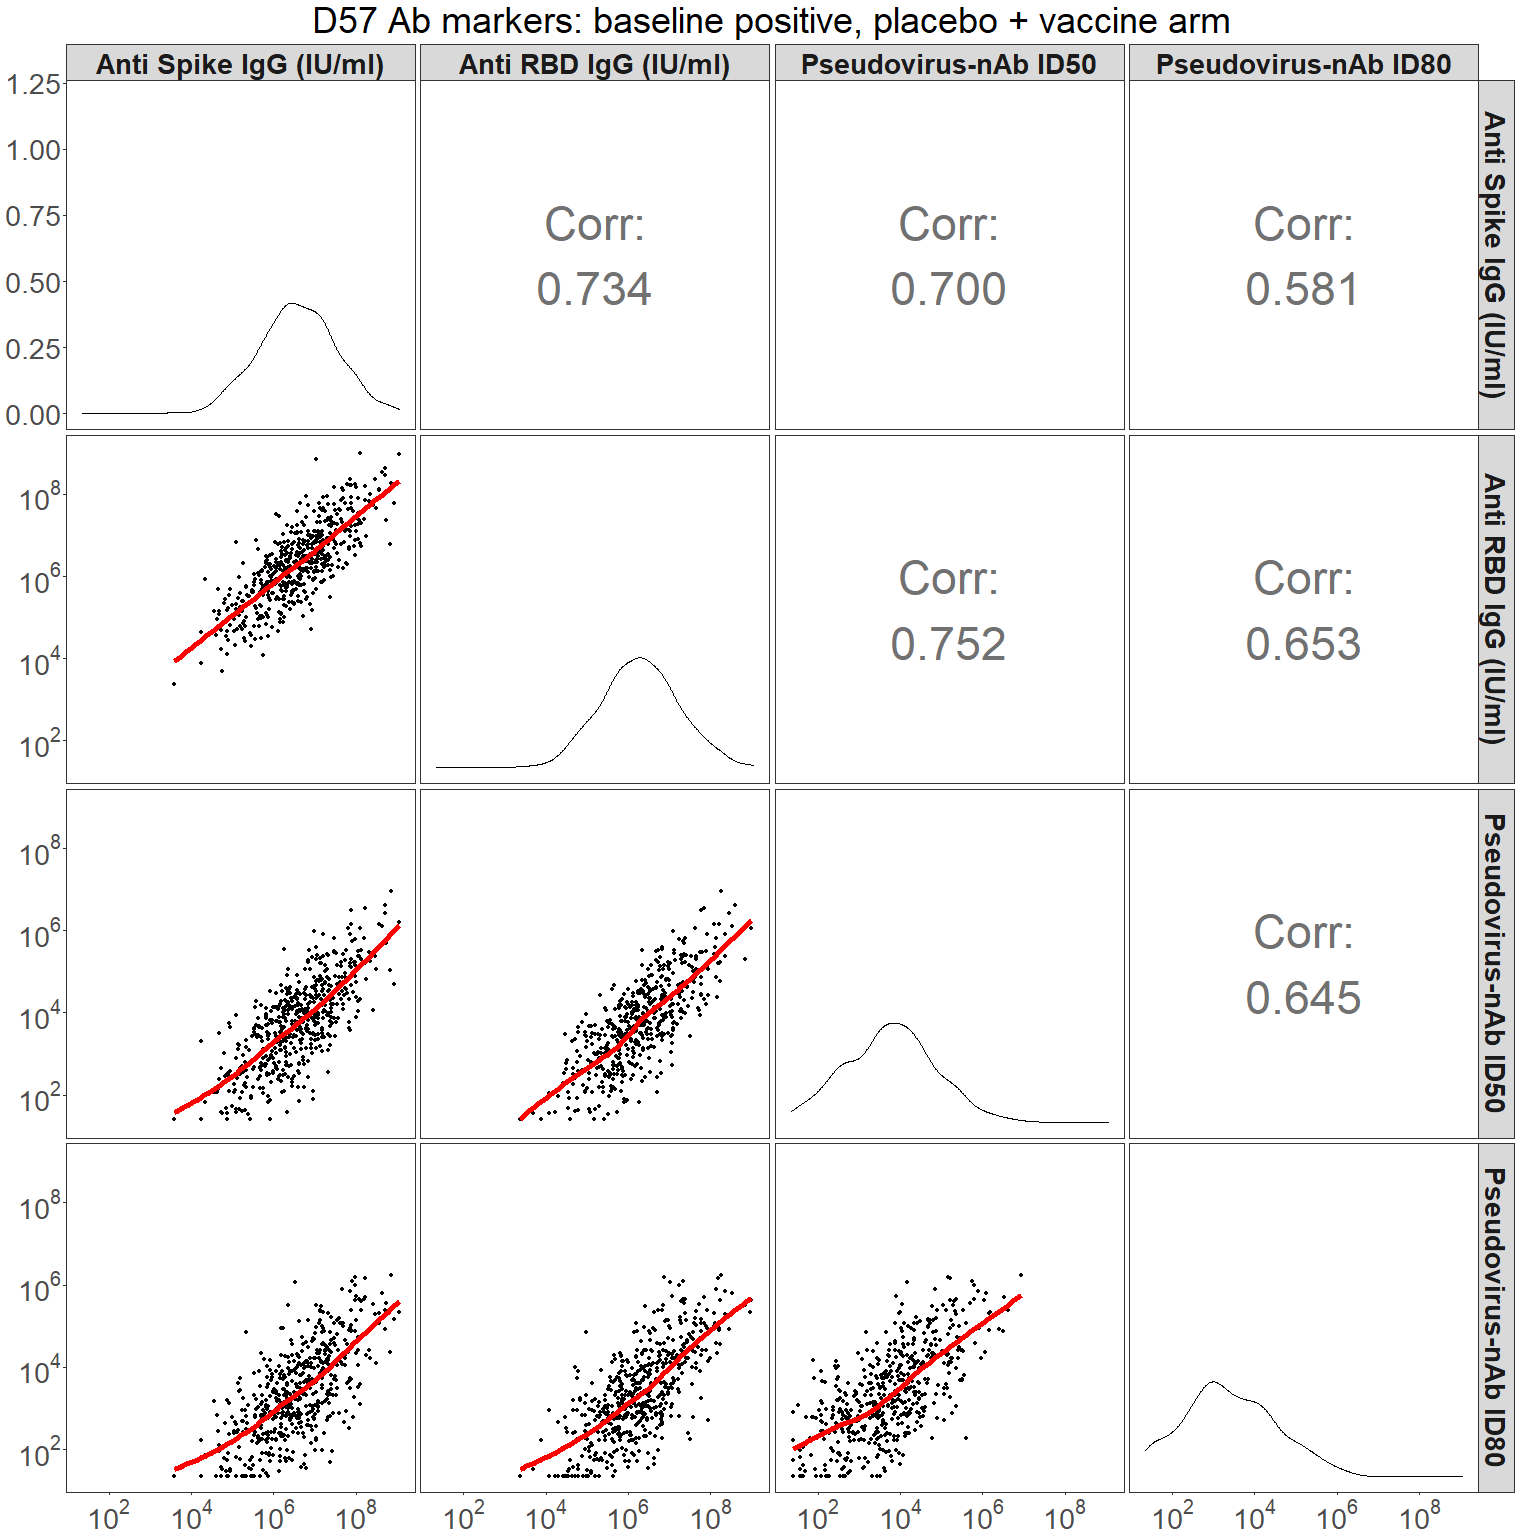 D57 Ab markers: baseline positive, placebo + vaccine arm
Anti Spike IgG (IU/ml)
Anti RBD IgG (IU/ml)
Pseudovirus-nAb ID50
Pseudovirus-nAb ID80
1.25
1.00
0.75
0.50
0.25
0.00
Corr:
0.734
Corr:
0.700
Corr:
0.581
Anti Spike IgG (IU/ml)
10⁸
10⁶
10⁴
10²
Corr:
0.752
Corr:
0.653
Anti RBD IgG (IU/ml)
10⁸
10⁶
10⁴
10²
Corr:
0.645
Pseudovirus-nAb ID50
10⁸
10⁶
10⁴
10²
Pseudovirus-nAb ID80
10² 10⁴ 10⁶ 10⁸
10² 10⁴ 10⁶ 10⁸
10² 10⁴ 10⁶ 10⁸
10² 10⁴ 10⁶ 10⁸